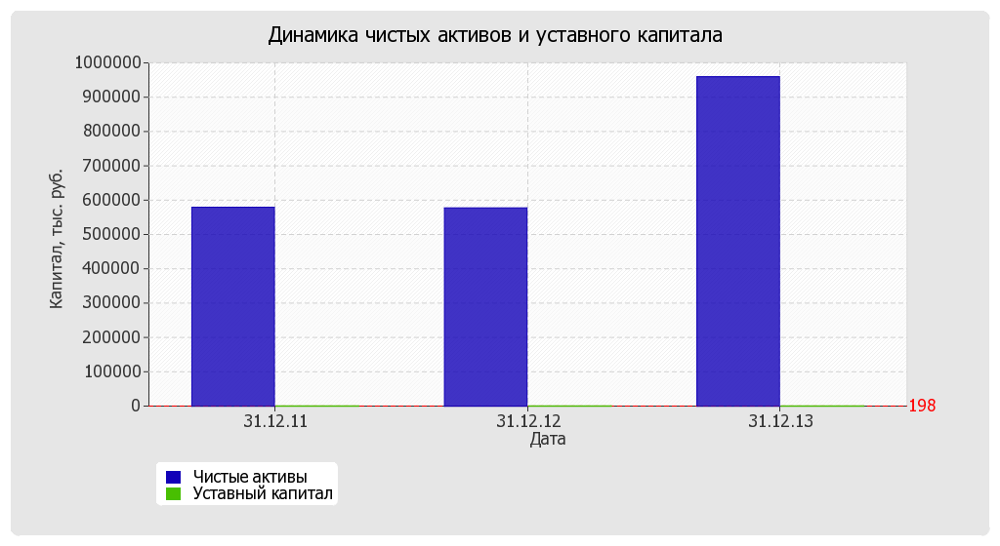 Динамика чистых активов и уставного капитала
1000000
900000
800000
700000
600000
500000
400000
300000
200000
100000
0
Капитал, тыс. руб.
198
31.12.11 31.12.12 31.12.13
Дата
Чистые активы
Уставный капитал